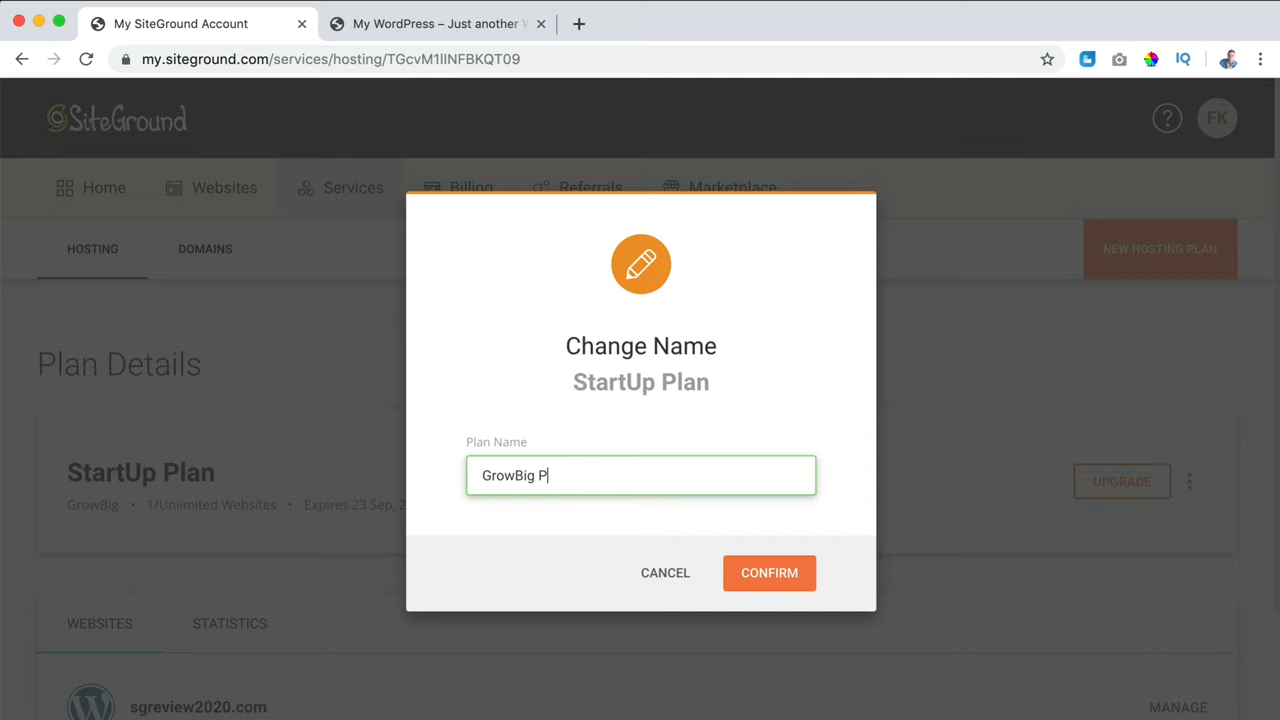 My SiteGround Account
My WordPress – Just another
my.siteground.com/services/hosting/TGcvM1lINFBKQT09
IQ
SiteGround
?
FK
Home
Websites
Services
Billing
Referrals
Marketplace
HOSTING
DOMAINS
NEW HOSTING PLAN
Change Name
StartUp Plan
Plan Details
Plan Name
GrowBig P
StartUp Plan
GrowBig • 1/Unlimited Websites • Expires 23 Sep,
UPGRADE
CANCEL
CONFIRM
WEBSITES
STATISTICS
sgreview2020.com
MANAGE